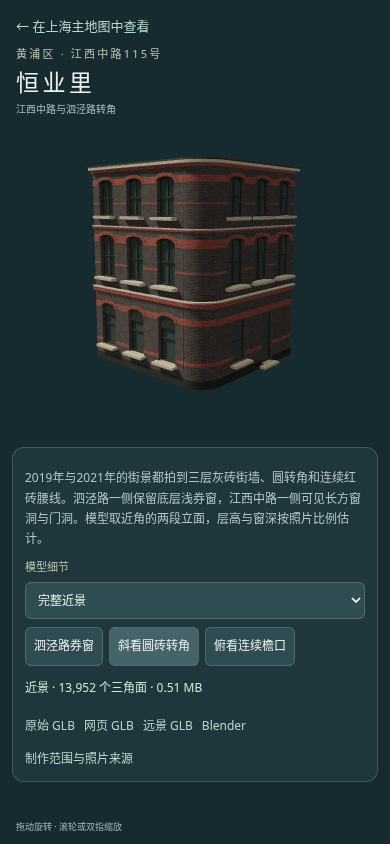 ← 在上海主地图中查看
黄浦区 · 江西中路115号
恒业里
江西中路与泗泾路转角
2019年与2021年的街景都拍到三层灰砖街墙、圆转角和连续红
砖腰线。泗泾路一侧保留底层浅券窗，江西中路一侧可见长方窗
洞与门洞。模型取近角的两段立面，层高与窗深按照片比例估
计。
模型细节
完整近景
泗泾路券窗 斜看圆砖转角 俯看连续檐口
近景 · 13,952 个三角面 · 0.51 MB
原始 GLB 网页 GLB 远景 GLB Blender
制作范围与照片来源
拖动旋转 · 滚轮或双指缩放